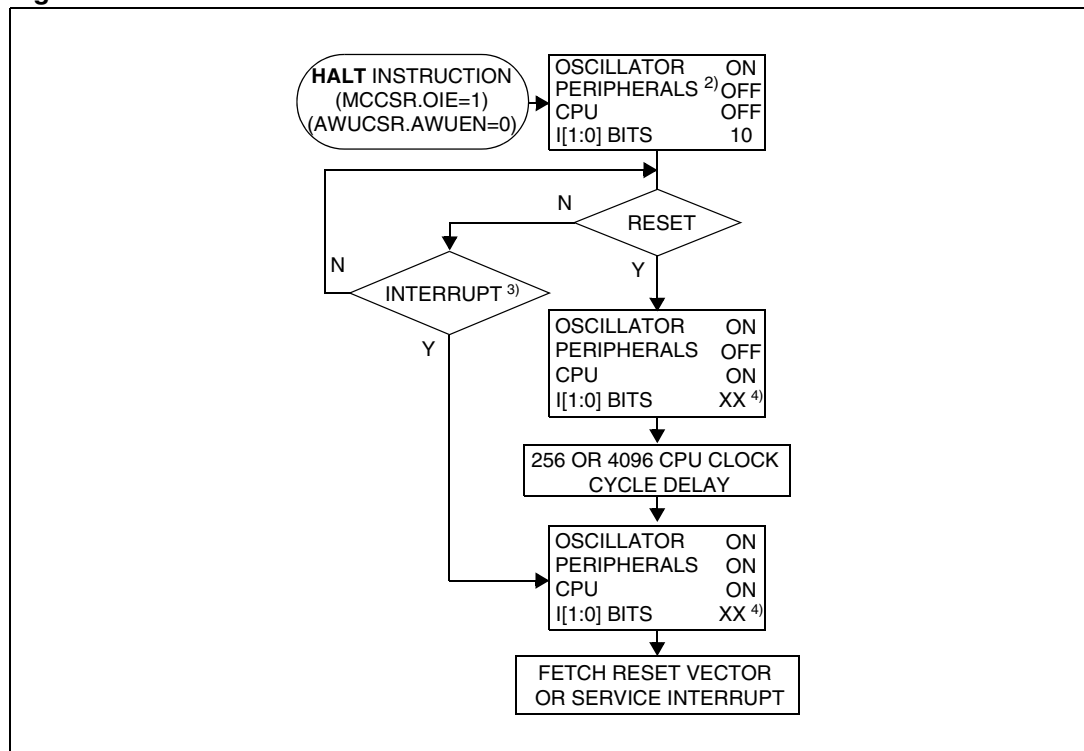 HALT INSTRUCTION
(MCCSR.OIE=1)
(AWUCSR.AWUEN=0)
OSCILLATOR ON
PERIPHERALS 2) OFF
CPU OFF
I[1:0] BITS 10
N
RESET
N
Y
INTERRUPT 3)
Y
OSCILLATOR ON
PERIPHERALS OFF
CPU ON
I[1:0] BITS XX 4)
256 OR 4096 CPU CLOCK
CYCLE DELAY
OSCILLATOR ON
PERIPHERALS ON
CPU ON
I[1:0] BITS XX 4)
FETCH RESET VECTOR
OR SERVICE INTERRUPT